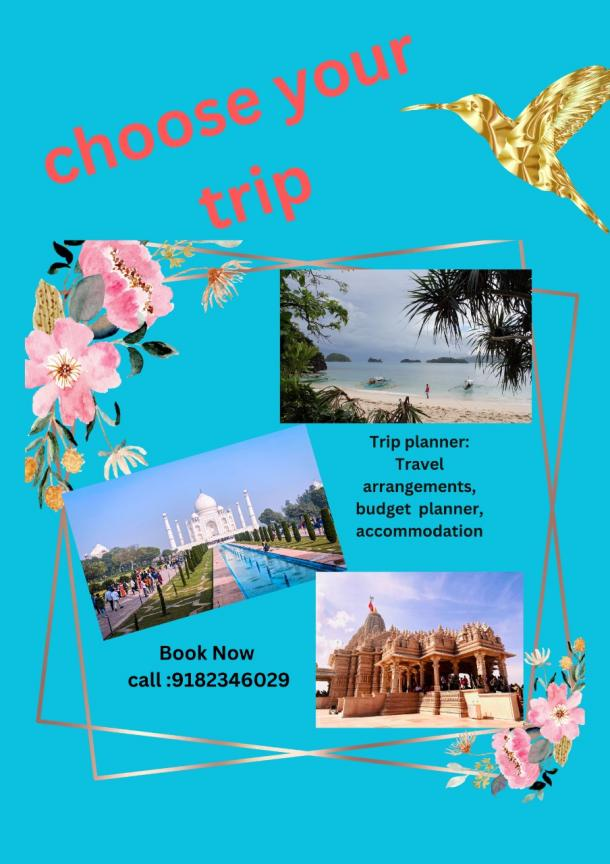 choose your
trip
Trip planner:
Travel
arrangements,
budget planner,
accommodation
Book Now
call :9182346029